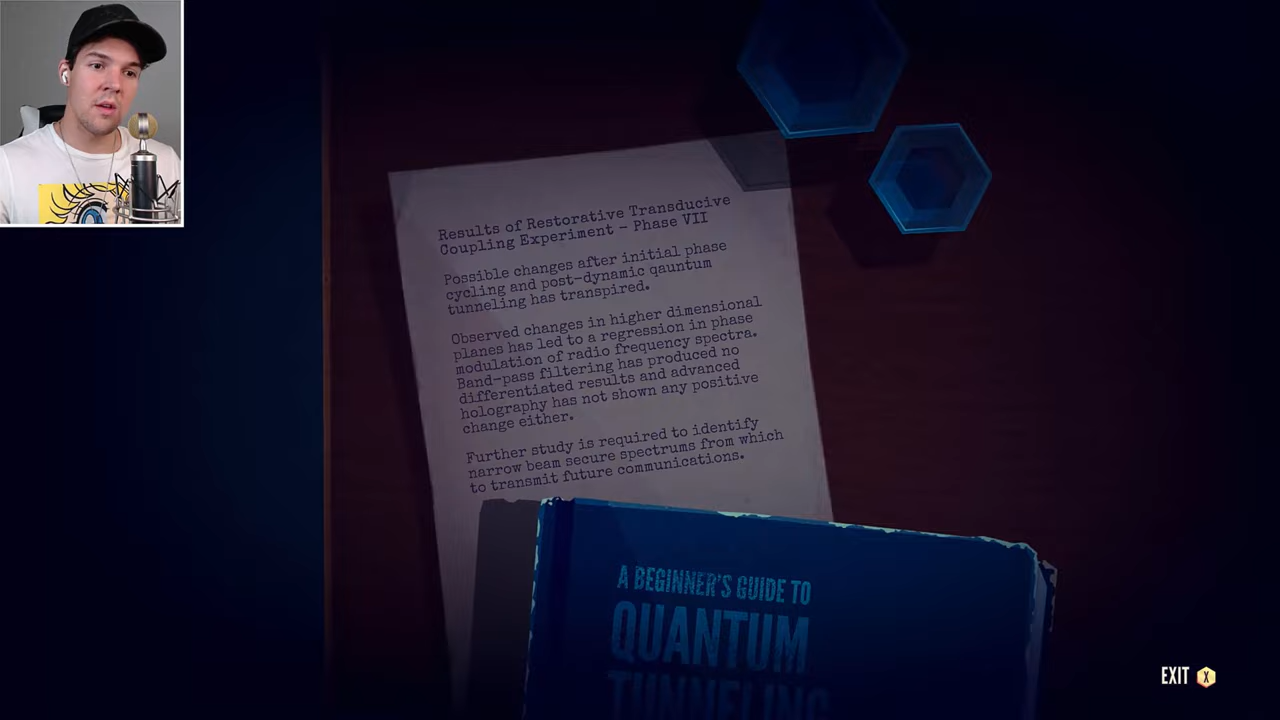 Results of Restorative Transducive
Coupling Experiment - Phase VII
Possible changes after initial phase
cycling and post-dynamic qauntum
tunneling has transpired.
Observed changes in higher dimensional
planes has led to a regression in phase
modulation of radio frequency spectra.
Band-pass filtering has produced no
differentiated results and advanced
holography has not shown any positive
change either.
Further study is required to identify
narrow beam secure spectrums from which
to transmit future communications.
A BEGINNER'S GUIDE TO
QUANTUM
TUNNELING
EXIT X